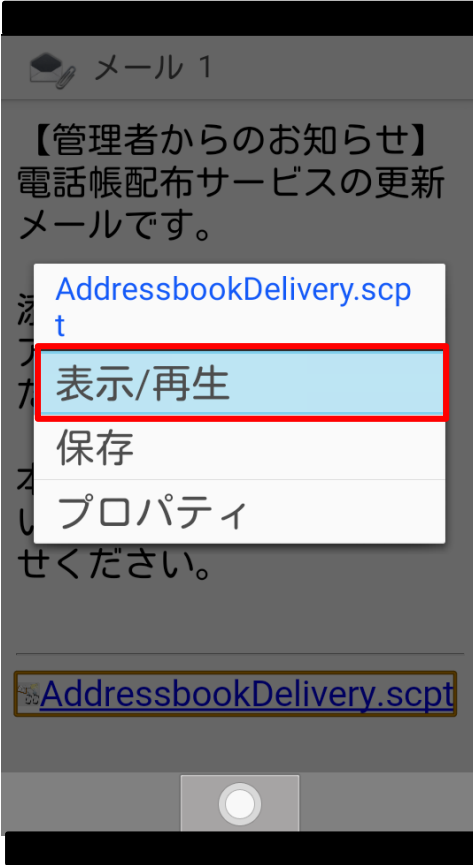 メール 1
【管理者からのお知らせ】
電話帳配布サービスの更新
メールです。
AddressbookDelivery.scp
t
表示/再生
保存
プロパティ
せください。
AddressbookDelivery.scpt